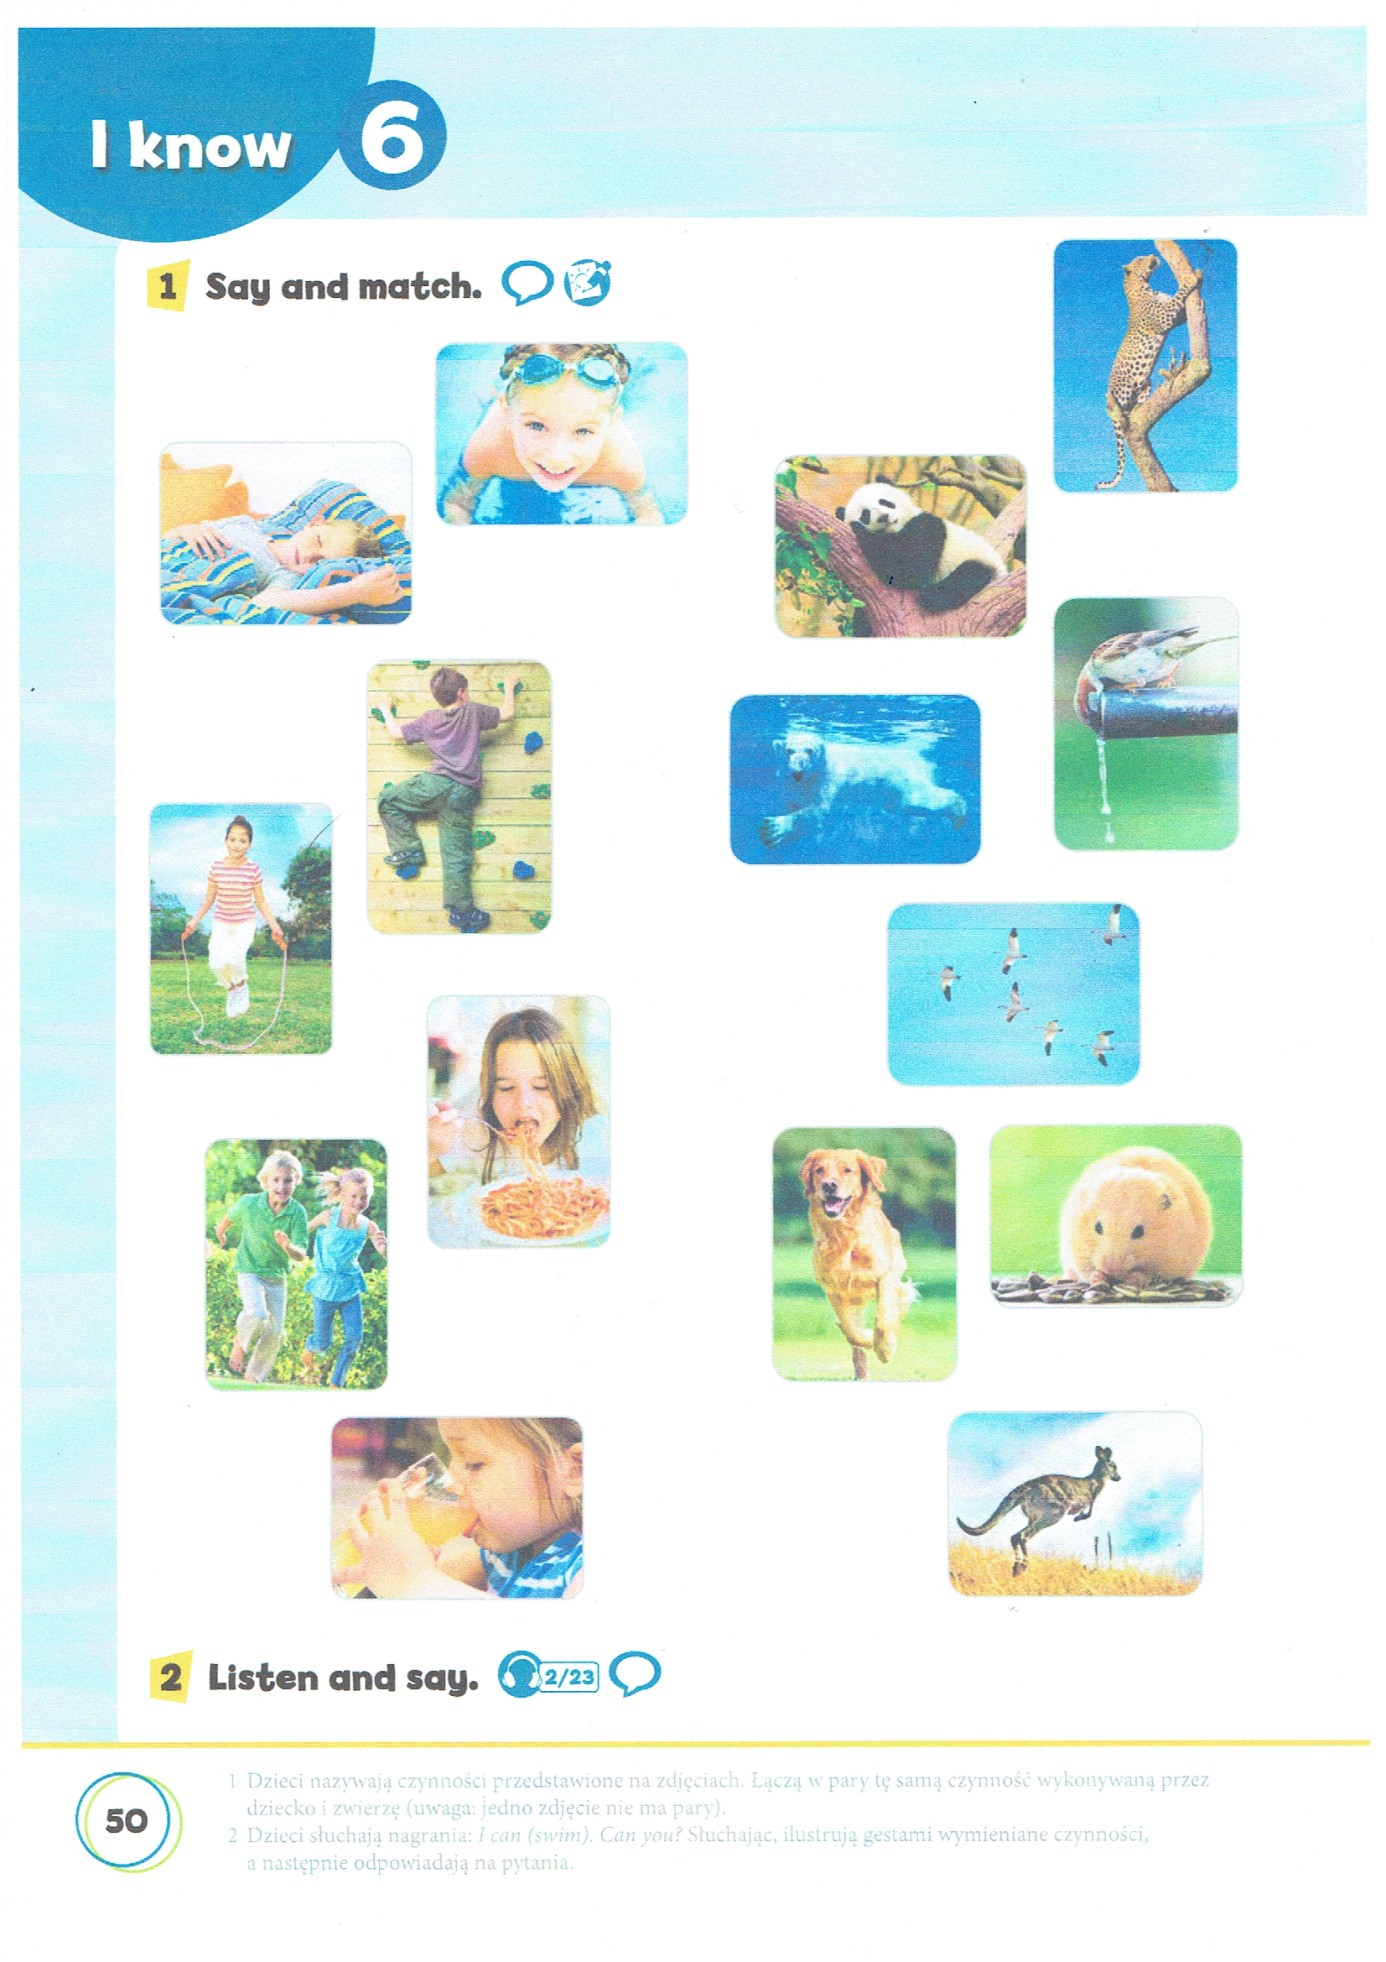 I know 6
1 Say and match.
2 Listen and say. 2/23
50
1 Dzieci nazywają czynności przedstawione na zdjęciach. Łączą w pary tę samą czynność wykonywaną przez
dziecko i zwierzę (uwaga: jedno zdjęcie nie ma pary).
2 Dzieci słuchają nagrania: I can (swim). Can you? Słuchając, ilustrują gestami wymieniane czynności,
a następnie odpowiadają na pytania.